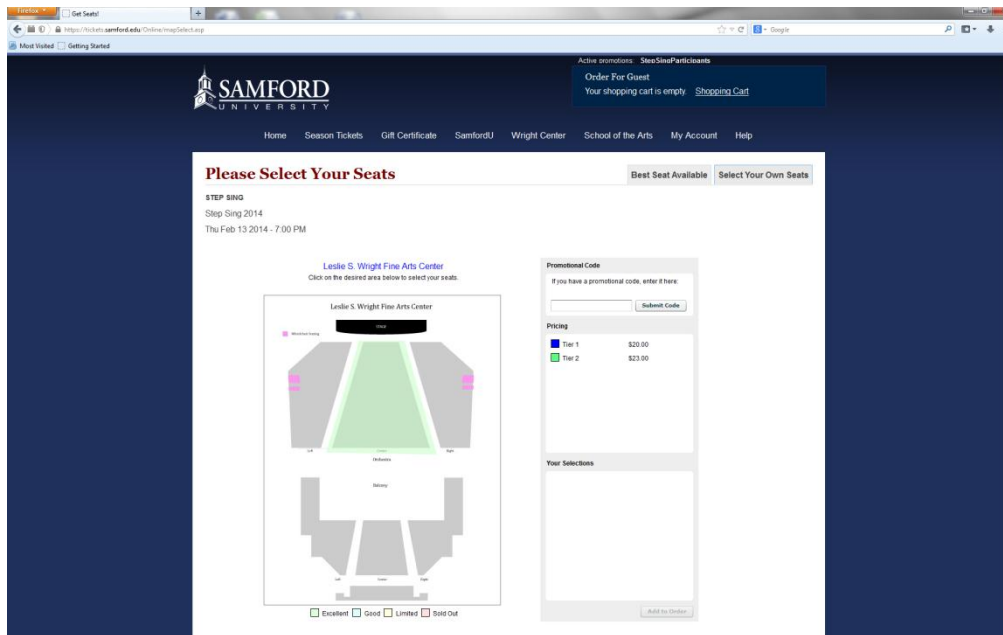 Firefox
Get Seats!
+
https://tickets.samford.edu/Online/mapSelect.asp
Google
Most Visited
Getting Started
Active promotions: StepSingParticipants
SAMFORD
UNIVERSITY
Order For Guest
Your shopping cart is empty. Shopping Cart
Home Season Tickets Gift Certificate SamfordU Wright Center School of the Arts My Account Help
Please Select Your Seats
Best Seat Available Select Your Own Seats
STEP SING
Step Sing 2014
Thu Feb 13 2014 - 7:00 PM
Leslie S. Wright Fine Arts Center
Click on the desired area below to select your seats.
Leslie S. Wright Fine Arts Center
Left Right
Orchestra
Balcony
Left Center Right
Excellent Good Limited Sold Out
Promotional Code
If you have a promotional code, enter it here:
Submit Code
Pricing
Tier 1 $20.00
Tier 2 $23.00
Your Selections
Add to Order